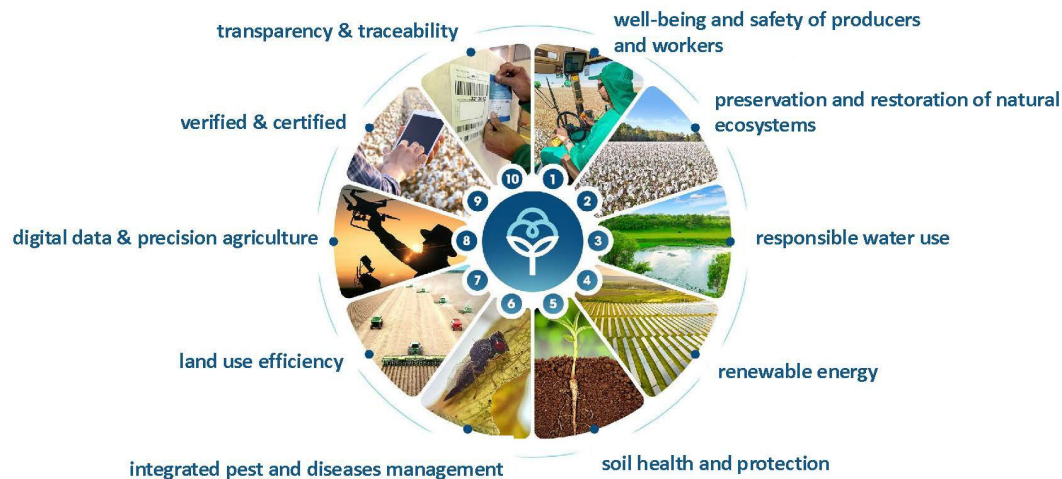 transparency & traceability
well-being and safety of producers
and workers
verified & certified
preservation and restoration of natural
ecosystems
digital data & precision agriculture
responsible water use
land use efficiency
renewable energy
integrated pest and diseases management
soil health and protection
10
1
9
2
8
3
7
4
6
5